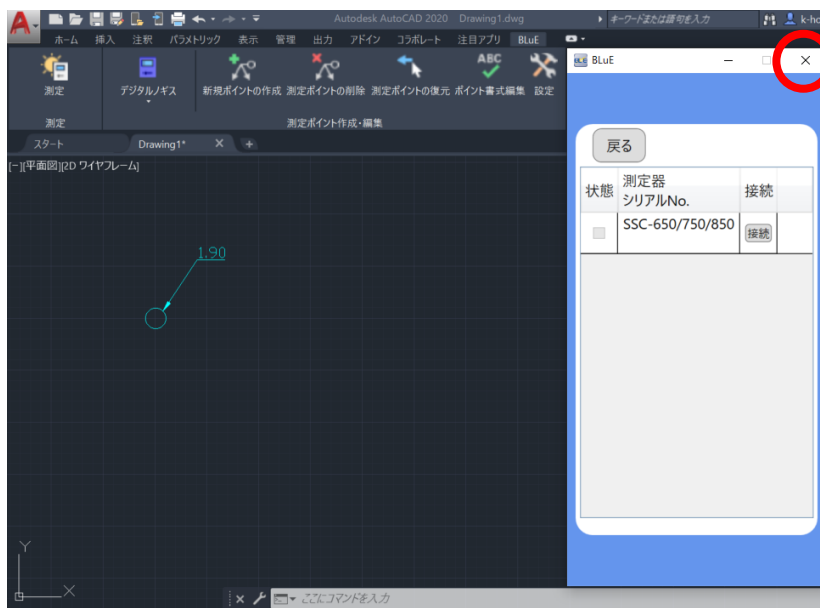 Autodesk AutoCAD 2020 Drawing1.dwg
キーワードまたは語句を入力
k-ho
ホーム 挿入 注釈 パラメトリック 表示 管理 出力 アドイン コラボレート 注目アプリ BLuE
測定
デジタルノギス
新規ポイントの作成
測定ポイントの削除
測定ポイントの復元
ABC
ポイント書式編集
設定
測定
測定ポイント作成・編集
スタート
Drawing1*
[−][平面図][2D ワイヤフレーム]
1.90
Y
X
ここにコマンドを入力
BLuE
戻る
状態
測定器
シリアルNo.
接続
SSC-650/750/850
接続